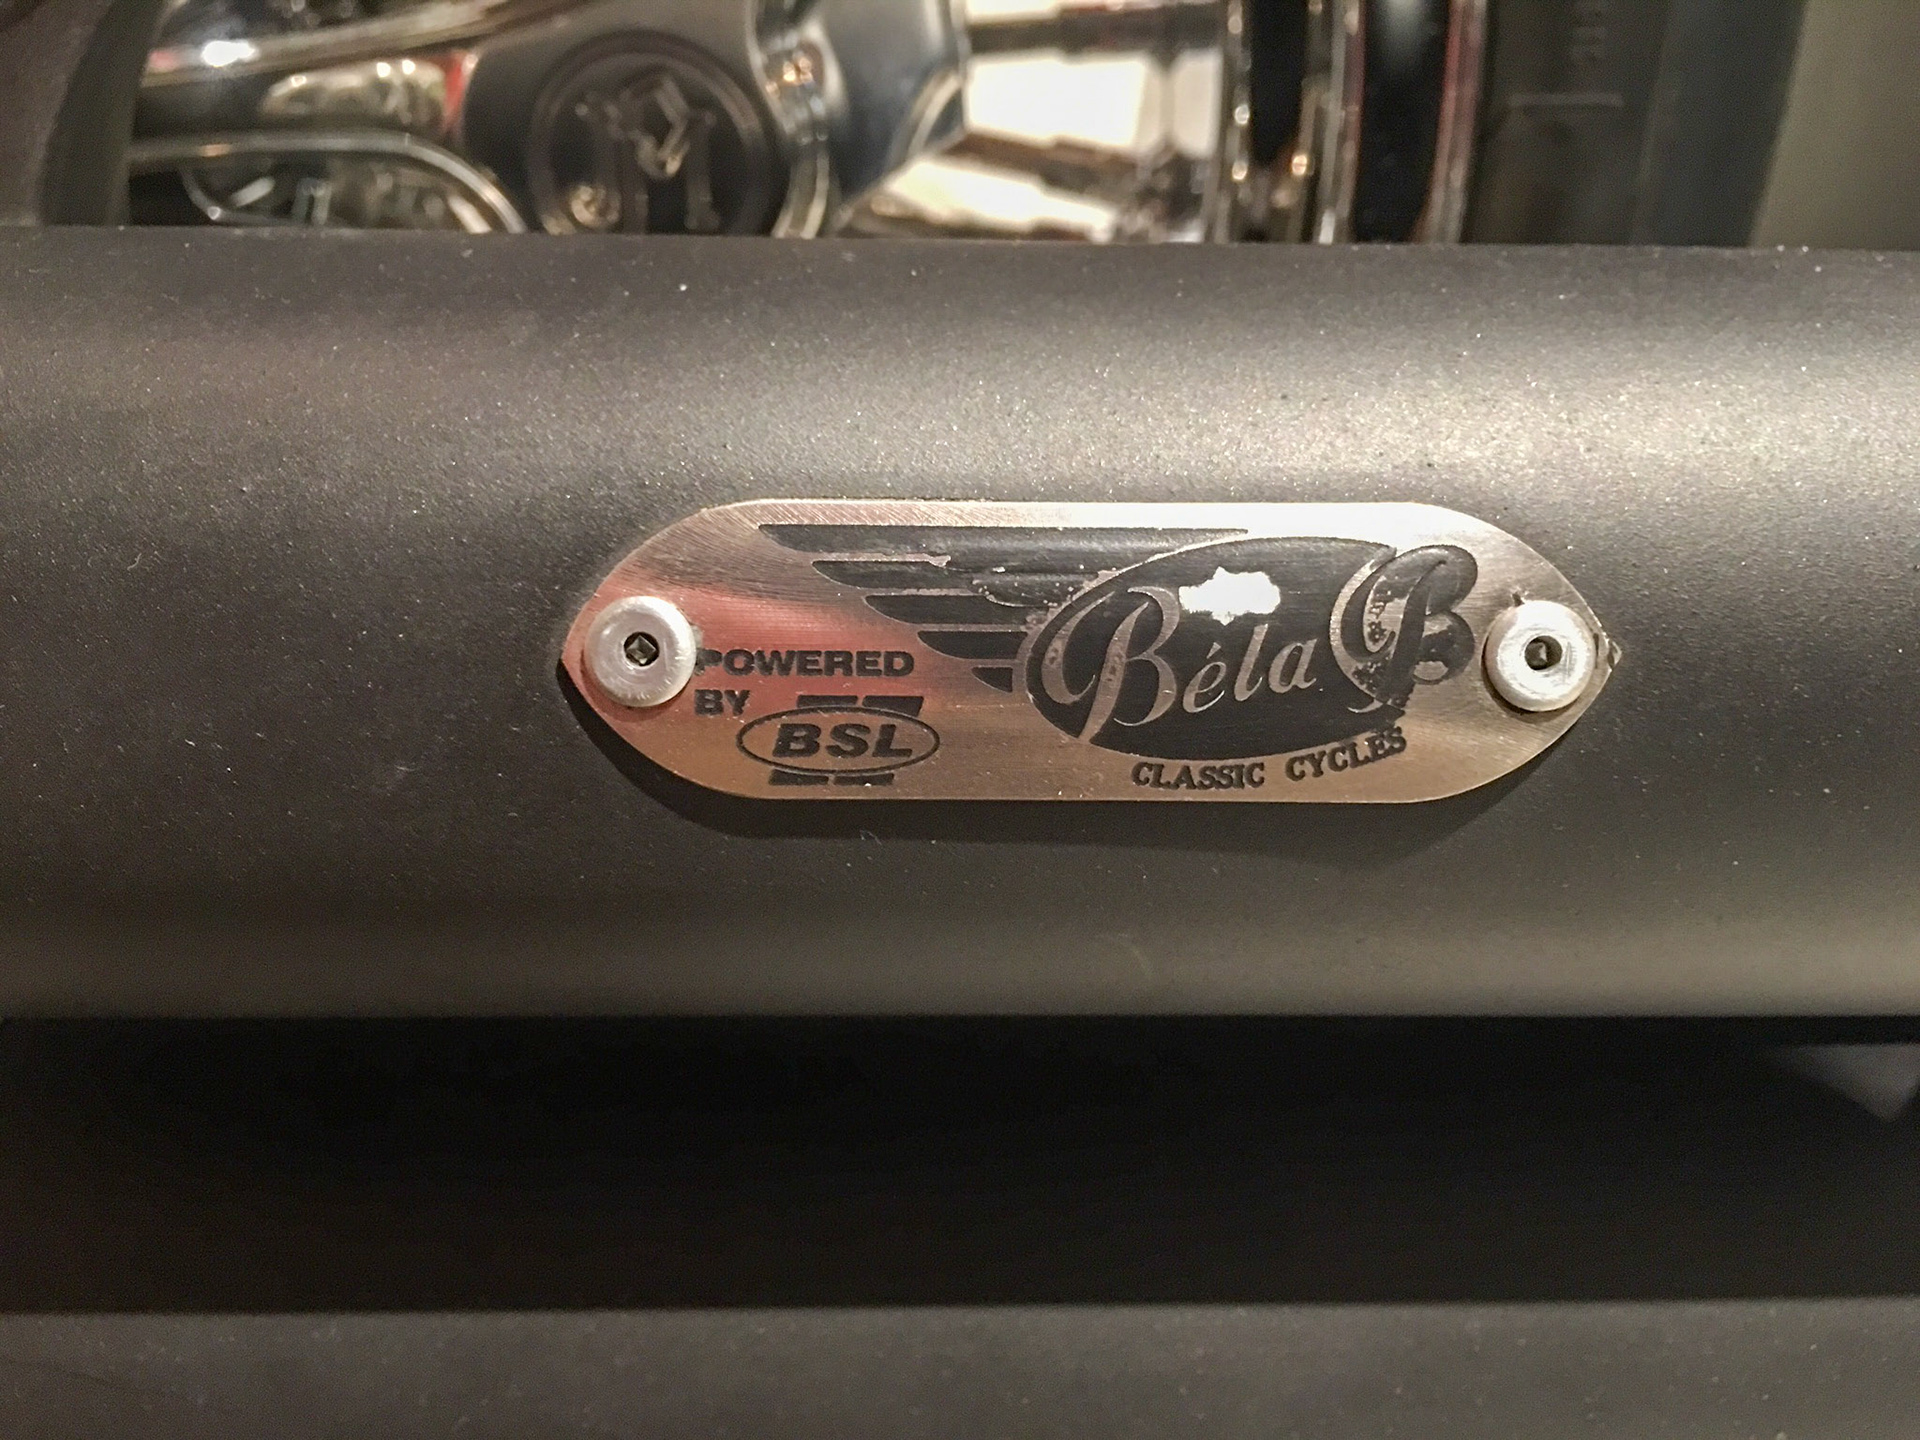 POWERED
BY
BSL
Béla B
CLASSIC CYCLES